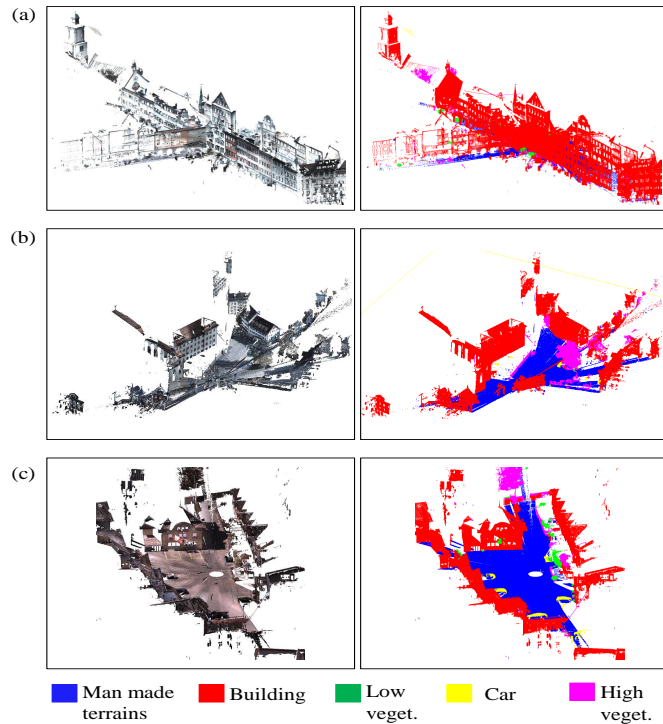 (a)
(b)
(c)
Man made terrains
Building
Low veget.
Car
High veget.